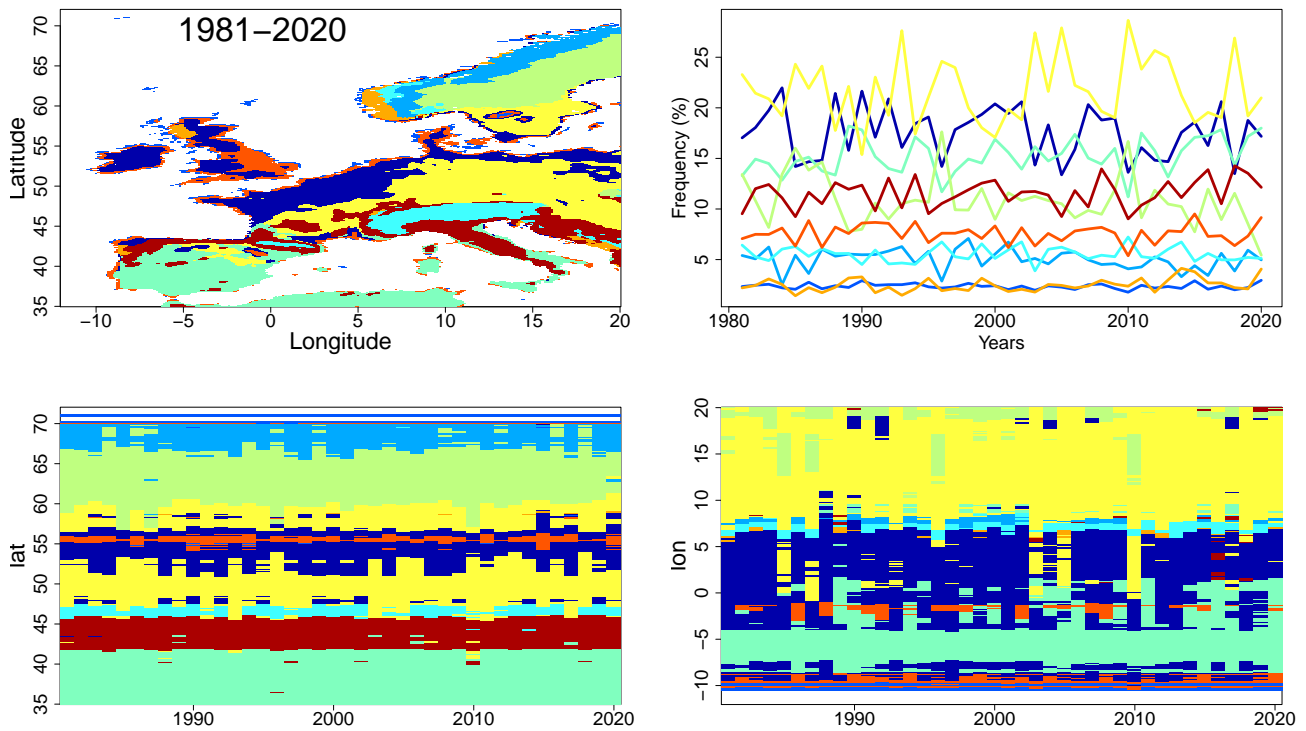 1981−2020
Latitude
35 40 45 50 55 60 65 70
−10 −5 0 5 10 15 20
Longitude
Frequency (%)
5 10 15 20 25
1980 1990 2000 2010 2020
Years
lat
35 40 45 50 55 60 65 70
1990 2000 2010 2020
lon
−10 −5 0 5 10 15 20
1990 2000 2010 2020